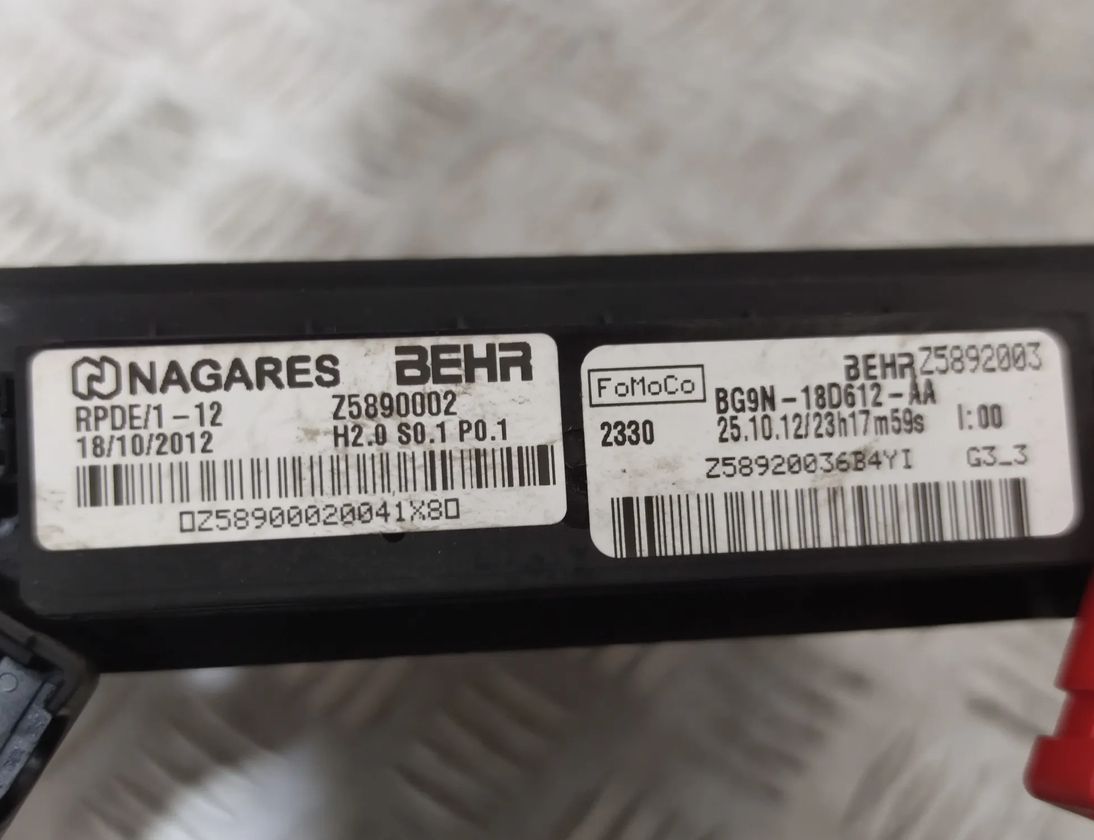 NAGARES BEHR
RPDE/1-12 Z5890002
18/10/2012 H2.0 S0.1 P0.1
Z58900020041X8
BEHR Z5892003
FoMoCo BG9N-18D612-AA
2330 25.10.12/23h17m59s I:00
Z58920036B4YI G3_3